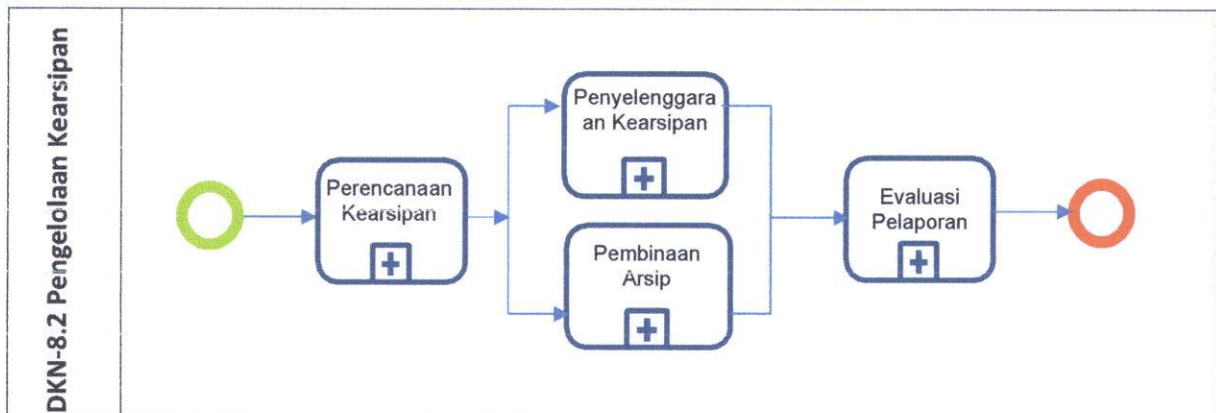 DKN-8.2 Pengelolaan Kearsipan
Perencanaan
Kearsipan
Penyelenggara
an Kearsipan
Pembinaan
Arsip
Evaluasi
Pelaporan